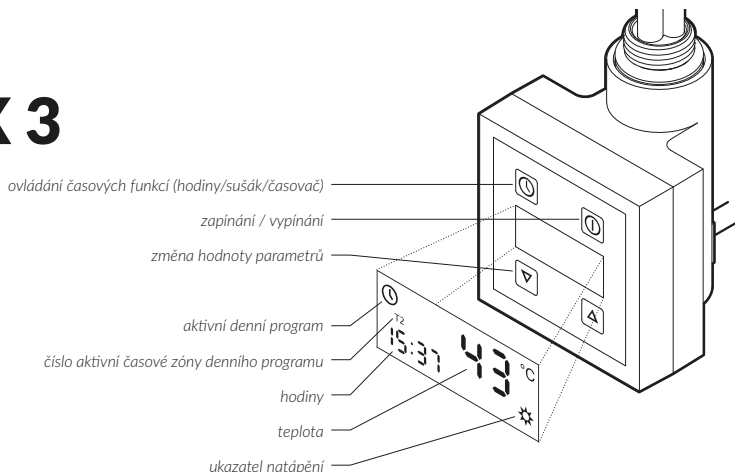 X 3
ovládání časových funkcí (hodiny/sušák/časovač)
zapínání / vypínání
změna hodnoty parametrů
aktivní denní program
číslo aktivní časové zóny denního programu
hodiny
teplota
ukazatel natápění
T2
15:37
43 °C